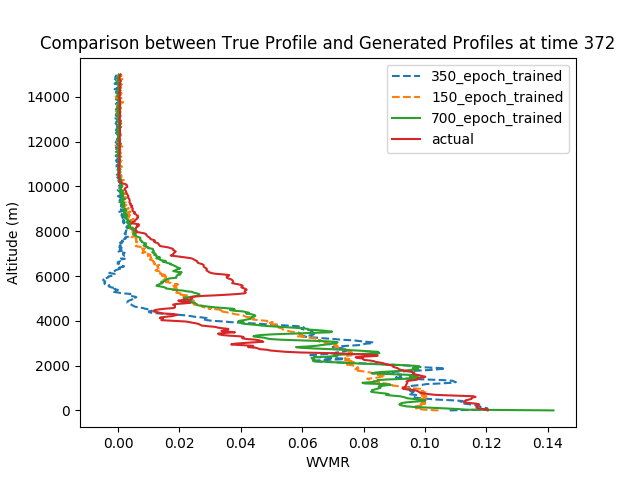 Comparison between True Profile and Generated Profiles at time 372
350_epoch_trained
150_epoch_trained
700_epoch_trained
actual
Altitude (m)
14000
12000
10000
8000
6000
4000
2000
0
0.00 0.02 0.04 0.06 0.08 0.10 0.12 0.14
WVMR